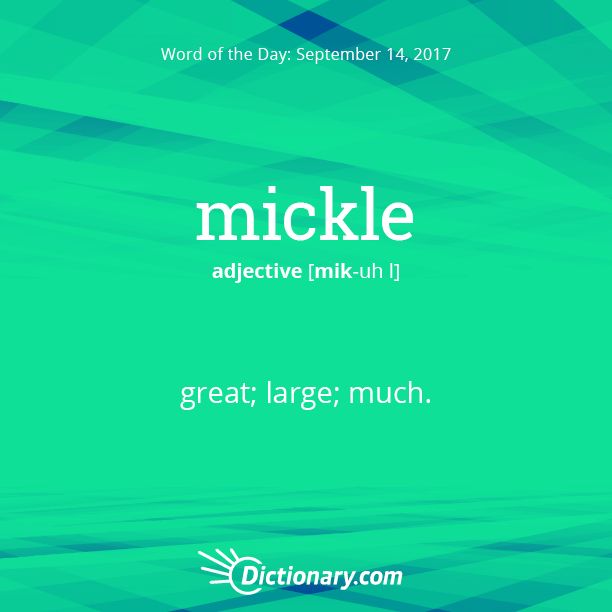 Word of the Day: September 14, 2017
mickle
adjective [mik-uh l]
great; large; much.
Dictionary.com